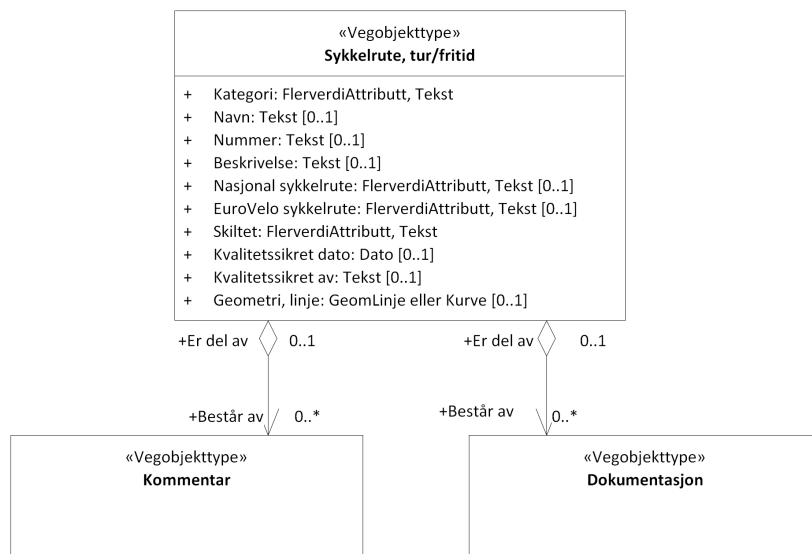 «Vegobjekttype»
Sykkelrute, tur/fritid
+ Kategori: FlerverdiAttributt, Tekst
+ Navn: Tekst [0..1]
+ Nummer: Tekst [0..1]
+ Beskrivelse: Tekst [0..1]
+ Nasjonal sykkelrute: FlerverdiAttributt, Tekst [0..1]
+ EuroVelo sykkelrute: FlerverdiAttributt, Tekst [0..1]
+ Skiltet: FlerverdiAttributt, Tekst
+ Kvalitetssikret dato: Dato [0..1]
+ Kvalitetssikret av: Tekst [0..1]
+ Geometri, linje: GeomLinje eller Kurve [0..1]
+Er del av 0..1
+Er del av 0..1
+Består av 0..*
+Består av 0..*
«Vegobjekttype»
Kommentar
«Vegobjekttype»
Dokumentasjon